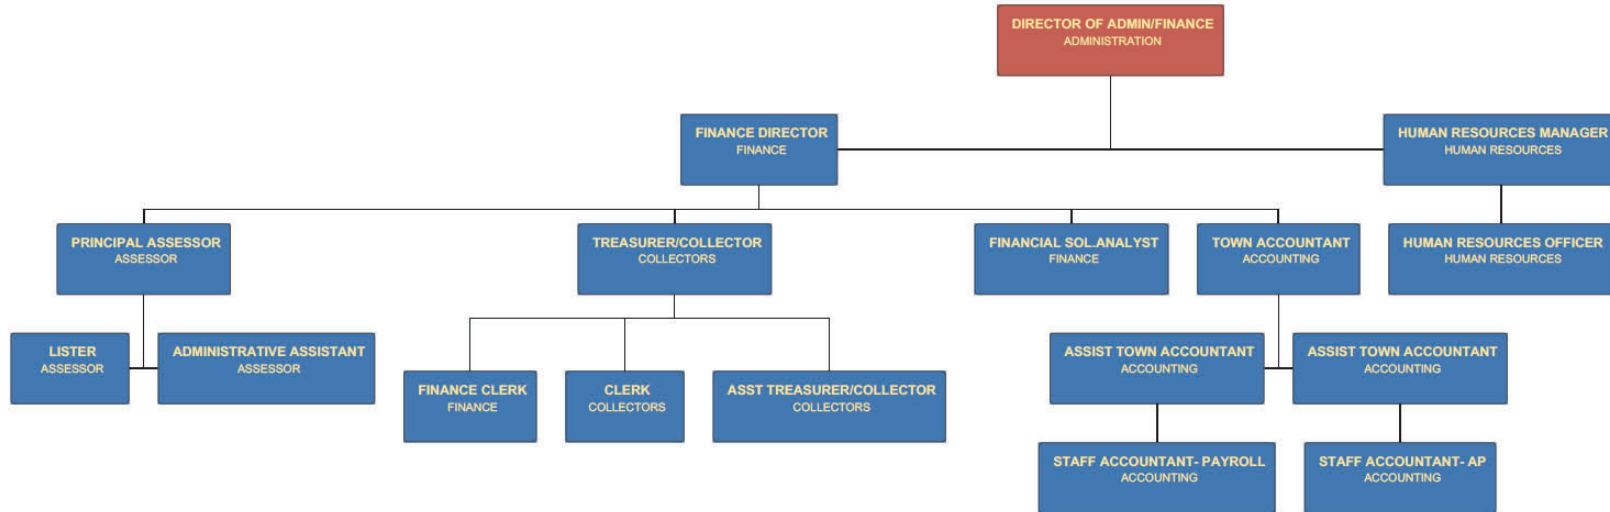 DIRECTOR OF ADMIN/FINANCE
ADMINISTRATION
FINANCE DIRECTOR
FINANCE
HUMAN RESOURCES MANAGER
HUMAN RESOURCES
PRINCIPAL ASSESSOR
ASSESSOR
TREASURER/COLLECTOR
COLLECTORS
FINANCIAL SOL.ANALYST
FINANCE
TOWN ACCOUNTANT
ACCOUNTING
HUMAN RESOURCES OFFICER
HUMAN RESOURCES
LISTER
ASSESSOR
ADMINISTRATIVE ASSISTANT
ASSESSOR
FINANCE CLERK
FINANCE
CLERK
COLLECTORS
ASST TREASURER/COLLECTOR
COLLECTORS
ASSIST TOWN ACCOUNTANT
ACCOUNTING
ASSIST TOWN ACCOUNTANT
ACCOUNTING
STAFF ACCOUNTANT- PAYROLL
ACCOUNTING
STAFF ACCOUNTANT- AP
ACCOUNTING